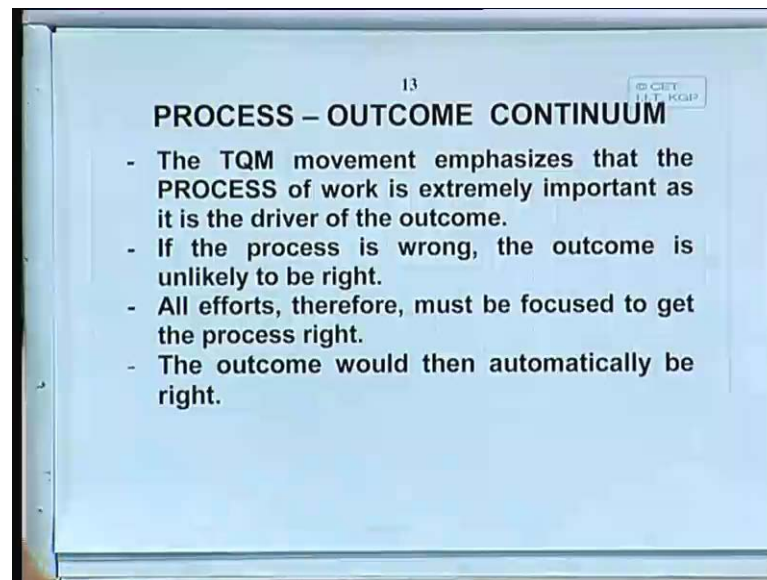 13
© CET
I.I.T. KGP
PROCESS – OUTCOME CONTINUUM
- The TQM movement emphasizes that the
PROCESS of work is extremely important as
it is the driver of the outcome.
- If the process is wrong, the outcome is
unlikely to be right.
- All efforts, therefore, must be focused to get
the process right.
- The outcome would then automatically be
right.